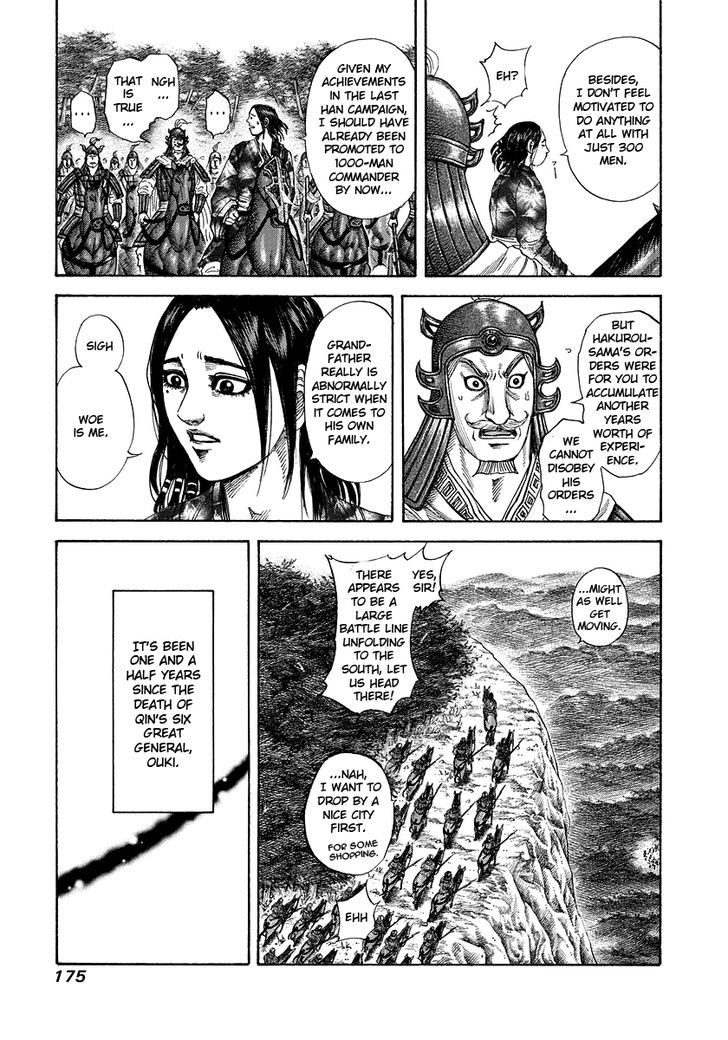 BESIDES,
I DON'T FEEL
MOTIVATED TO
DO ANYTHING
AT ALL WITH
JUST 300
MEN.
EH?
GIVEN MY
ACHIEVEMENTS
IN THE LAST
HAN CAMPAIGN,
I SHOULD HAVE
ALREADY BEEN
PROMOTED TO
1000-MAN
COMMANDER
BY NOW...
NGH
...
THAT
IS
TRUE
...
...
...
BUT
HAKUROU-
SAMA'S OR-
DERS WERE
FOR YOU TO
ACCUMULATE
ANOTHER
YEARS
WORTH OF
EXPERI-
ENCE.
WE
CANNOT
DISOBEY
HIS
ORDERS
...
GRAND-
FATHER
REALLY IS
ABNORMALLY
STRICT WHEN
IT COMES TO
HIS OWN
FAMILY.
SIGH
WOE
IS ME.
...MIGHT
AS WELL
GET
MOVING.
YES,
SIR!
THERE
APPEARS
TO BE A
LARGE
BATTLE LINE
UNFOLDING
TO THE
SOUTH, LET
US HEAD
THERE!
...NAH,
I WANT TO
DROP BY A
NICE CITY
FIRST.
FOR SOME
SHOPPING.
EHH
IT'S BEEN
ONE AND A
HALF YEARS
SINCE THE
DEATH OF
QIN'S SIX
GREAT
GENERAL,
OUKI.
175